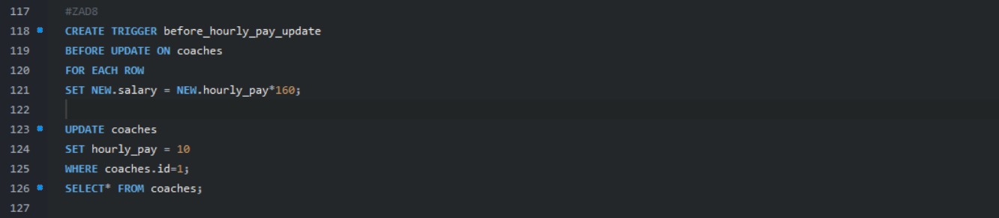 117 #ZAD8
118 CREATE TRIGGER before_hourly_pay_update
119 BEFORE UPDATE ON coaches
120 FOR EACH ROW
121 SET NEW.salary = NEW.hourly_pay*160;
122
123 UPDATE coaches
124 SET hourly_pay = 10
125 WHERE coaches.id=1;
126 SELECT* FROM coaches;
127